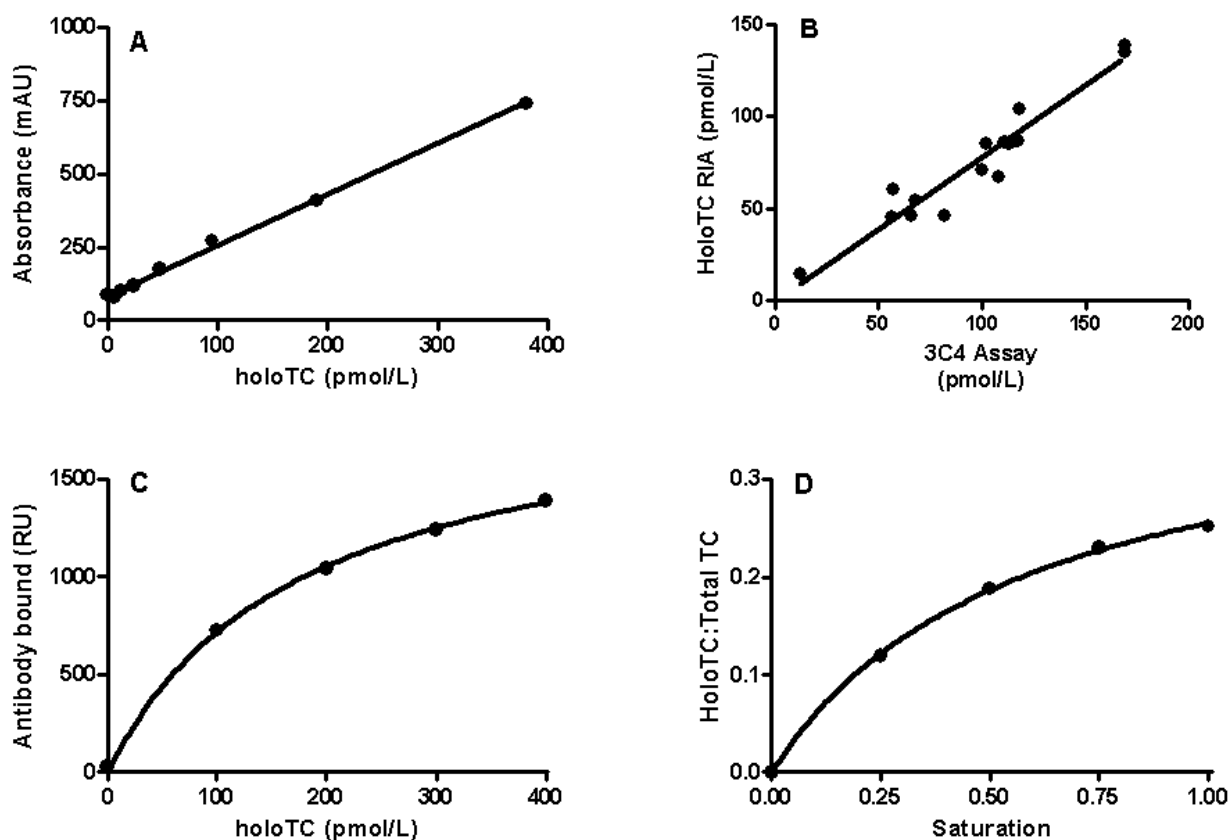 A
1000
750
500
250
0
Absorbance (mAU)
0 100 200 300 400
holoTC (pmol/L)
B
150
100
50
0
HoloTC RIA (pmol/L)
0 50 100 150 200
3C4 Assay
(pmol/L)
C
1500
1000
500
0
Antibody bound (RU)
0 100 200 300 400
holoTC (pmol/L)
D
0.3
0.2
0.1
0.0
HoloTC:Total TC
0.00 0.25 0.50 0.75 1.00
Saturation